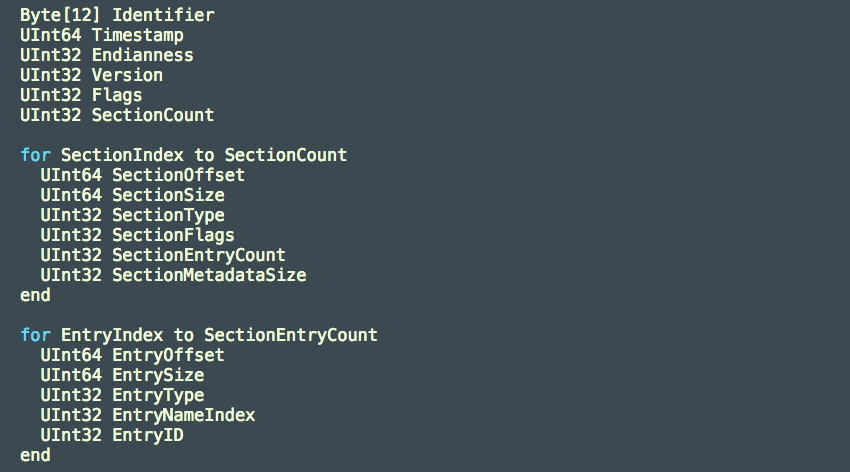 Byte[12] Identifier
UInt64 Timestamp
UInt32 Endianness
UInt32 Version
UInt32 Flags
UInt32 SectionCount

for SectionIndex to SectionCount
  UInt64 SectionOffset
  UInt64 SectionSize
  UInt32 SectionType
  UInt32 SectionFlags
  UInt32 SectionEntryCount
  UInt32 SectionMetadataSize
end

for EntryIndex to SectionEntryCount
  UInt64 EntryOffset
  UInt64 EntrySize
  UInt32 EntryType
  UInt32 EntryNameIndex
  UInt32 EntryID
end